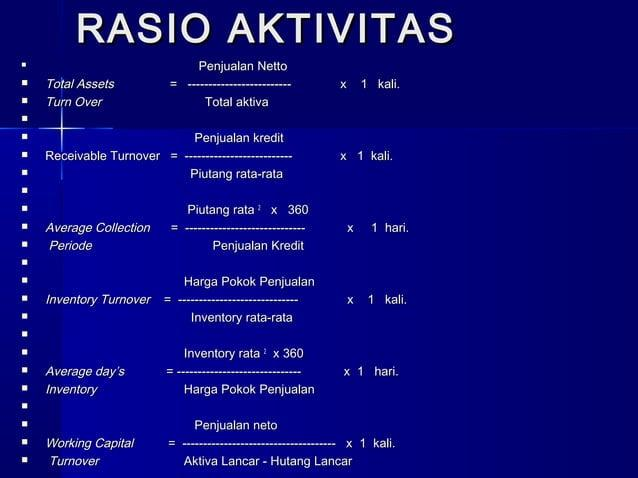 RASIO AKTIVITAS
Penjualan Netto
Total Assets = ------------------------- x 1 kali.
Turn Over Total aktiva
Penjualan kredit
Receivable Turnover = -------------------------- x 1 kali.
Piutang rata-rata
Piutang rata ² x 360
Average Collection = ----------------------------- x 1 hari.
Periode Penjualan Kredit
Harga Pokok Penjualan
Inventory Turnover = ----------------------------- x 1 kali.
Inventory rata-rata
Inventory rata ² x 360
Average day's = ------------------------------ x 1 hari.
Inventory Harga Pokok Penjualan
Penjualan neto
Working Capital = ------------------------------------- x 1 kali.
Turnover Aktiva Lancar - Hutang Lancar